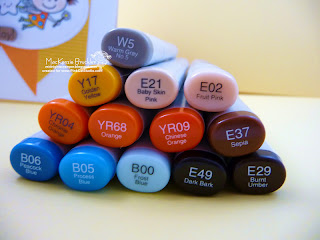 W5
Warm Gray
No. 5
Y17
Golden
Yellow
E21
Baby Skin
Pink
E02
Fruit Pink
YR04
Chrome
Orange
YR68
Orange
YR09
Chinese
Orange
E37
Sepia
B06
Peacock
Blue
B05
Process
Blue
B00
Frost
Blue
E49
Dark Bark
E29
Burnt
Umber